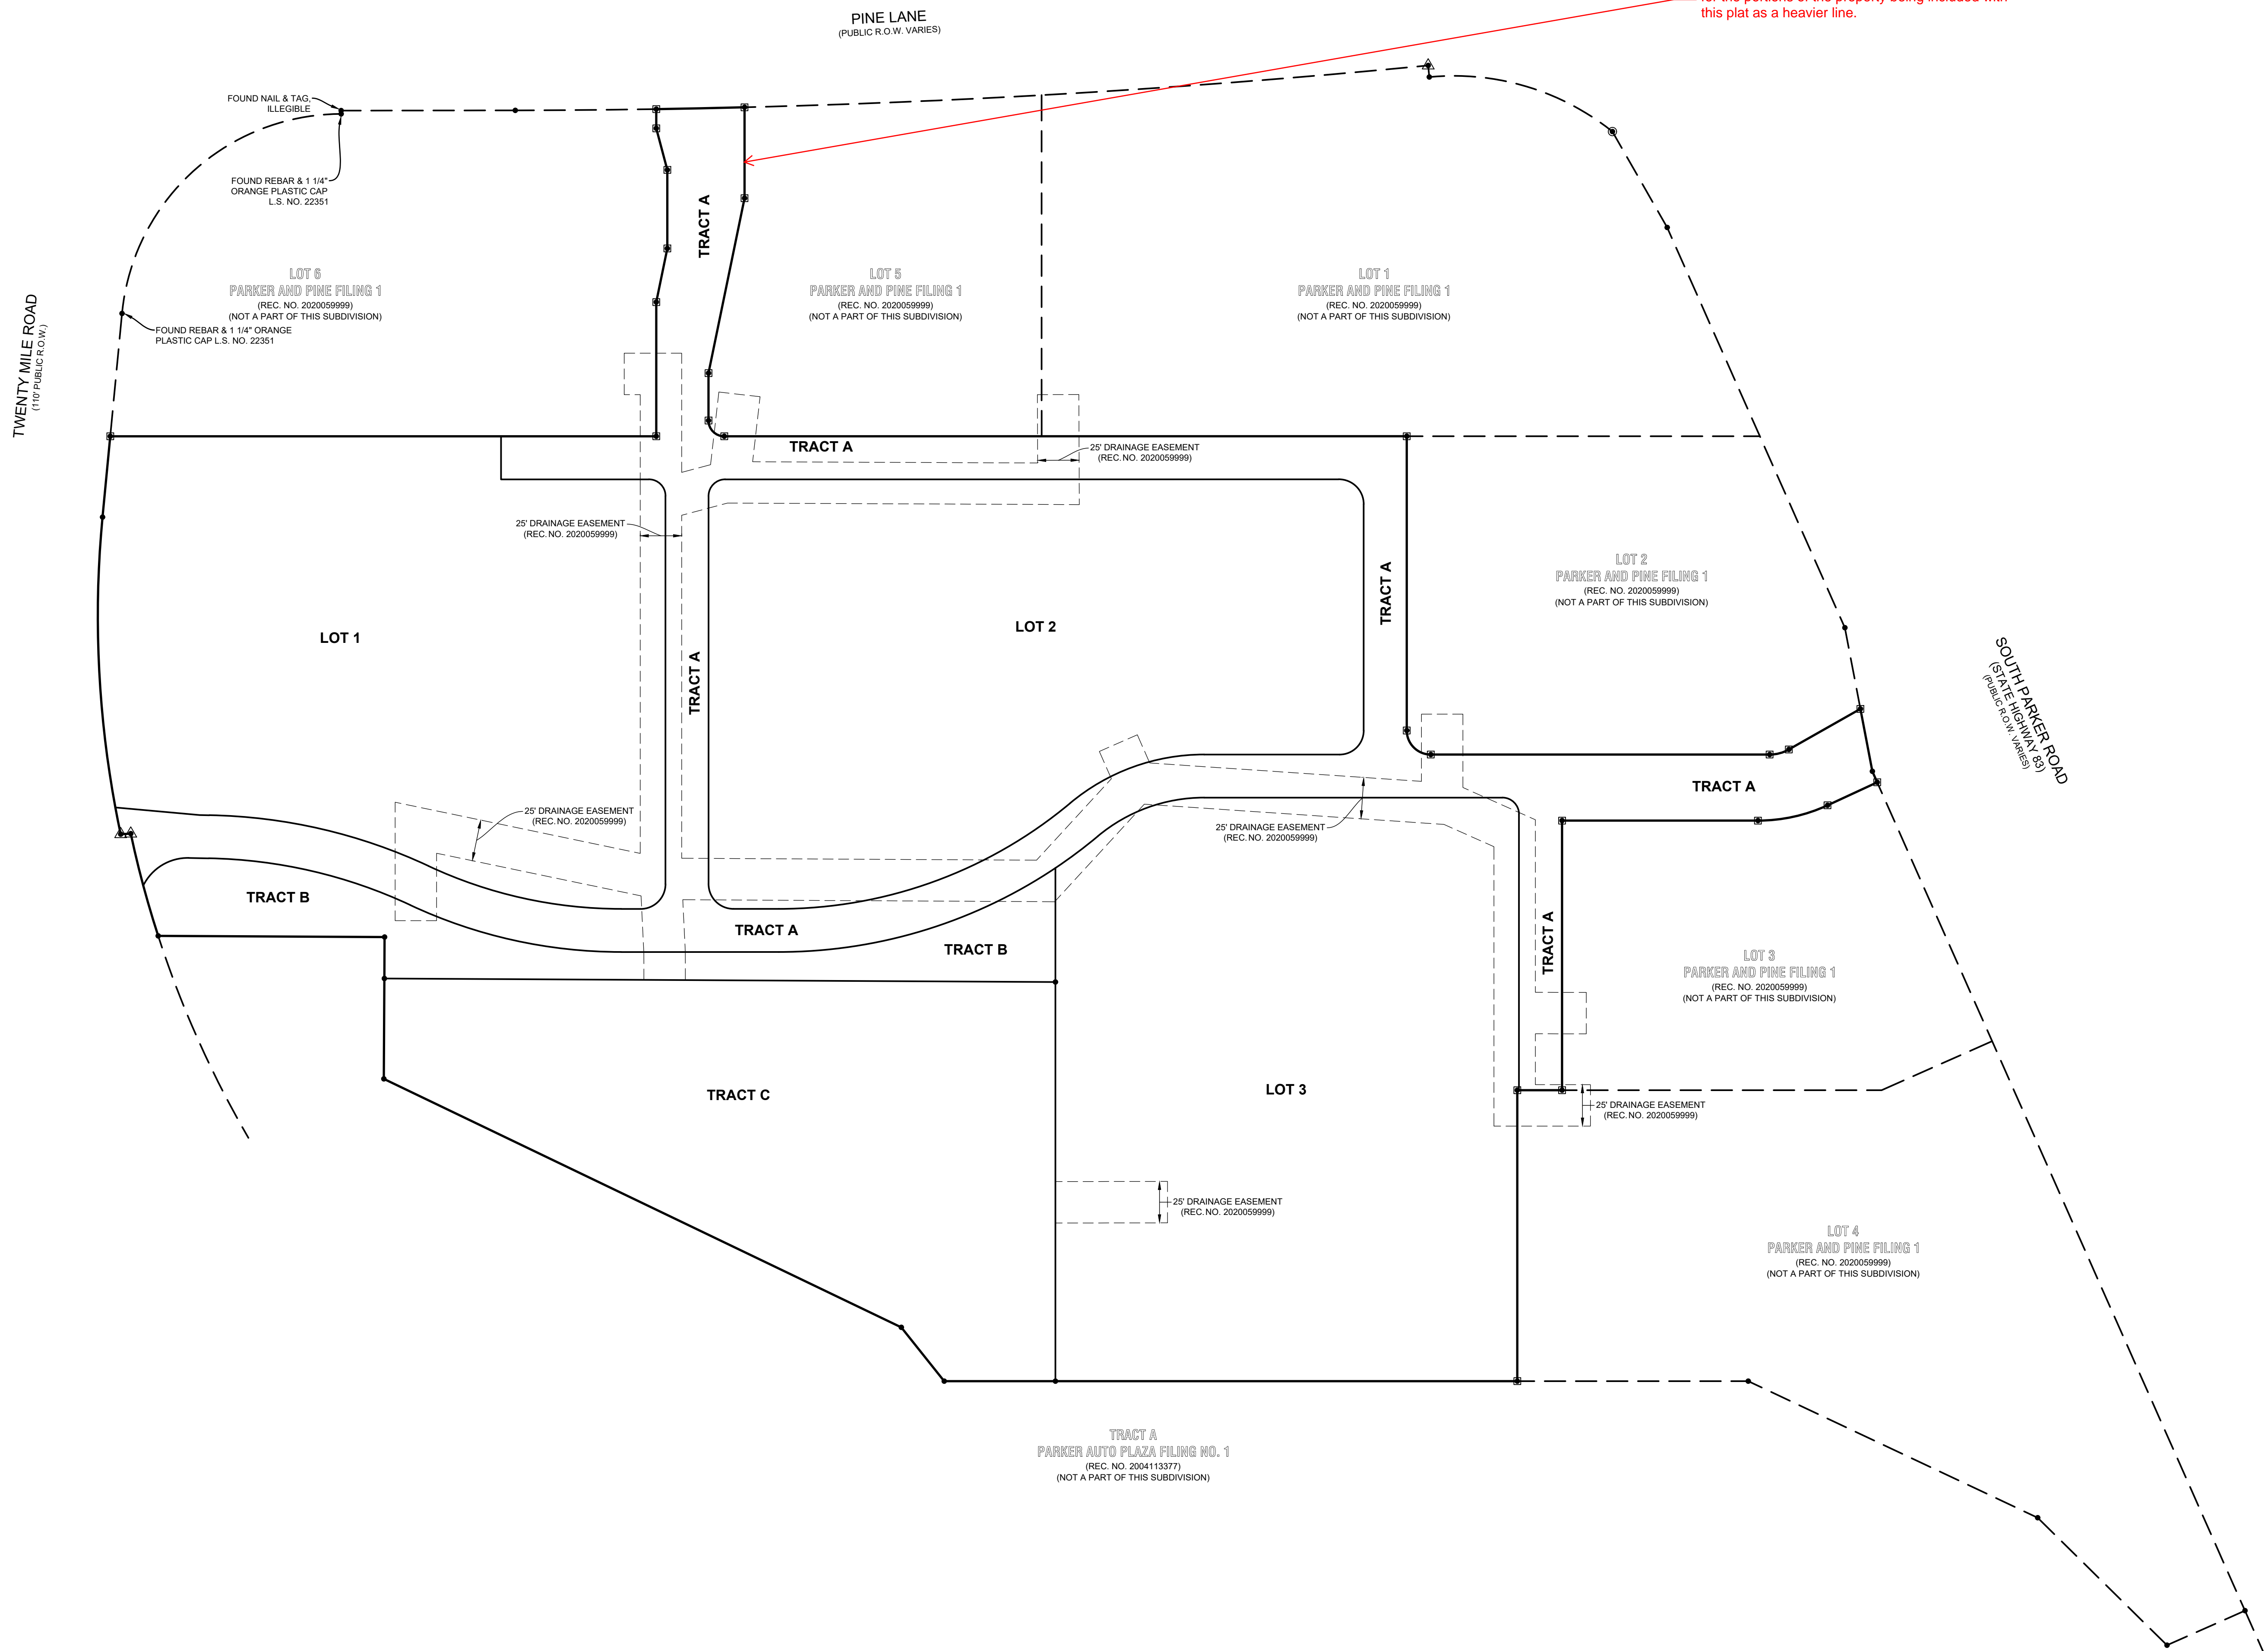 PINE LANE
(PUBLIC R.O.W. VARIES)
for the portions of the property being included with
this plat as a heavier line.
FOUND NAIL & TAG,
ILLEGIBLE
FOUND REBAR & 1 1/4"
ORANGE PLASTIC CAP
L.S. NO. 22351
TRACT A
LOT 6
PARKER AND PINE FILING 1
(REC. NO. 2020059999)
(NOT A PART OF THIS SUBDIVISION)
LOT 5
PARKER AND PINE FILING 1
(REC. NO. 2020059999)
(NOT A PART OF THIS SUBDIVISION)
LOT 1
PARKER AND PINE FILING 1
(REC. NO. 2020059999)
(NOT A PART OF THIS SUBDIVISION)
TWENTY MILE ROAD
(110' PUBLIC R.O.W.)
FOUND REBAR & 1 1/4" ORANGE
PLASTIC CAP L.S. NO. 22351
TRACT A
25' DRAINAGE EASEMENT
(REC. NO. 2020059999)
25' DRAINAGE EASEMENT
(REC. NO. 2020059999)
LOT 2
PARKER AND PINE FILING 1
(REC. NO. 2020059999)
(NOT A PART OF THIS SUBDIVISION)
TRACT A
LOT 1
LOT 2
TRACT A
SOUTH PARKER ROAD
(STATE HIGHWAY 83)
(PUBLIC R.O.W. VARIES)
TRACT A
25' DRAINAGE EASEMENT
(REC. NO. 2020059999)
25' DRAINAGE EASEMENT
(REC. NO. 2020059999)
TRACT B
TRACT A
TRACT B
TRACT A
LOT 3
PARKER AND PINE FILING 1
(REC. NO. 2020059999)
(NOT A PART OF THIS SUBDIVISION)
TRACT C
LOT 3
25' DRAINAGE EASEMENT
(REC. NO. 2020059999)
25' DRAINAGE EASEMENT
(REC. NO. 2020059999)
LOT 4
PARKER AND PINE FILING 1
(REC. NO. 2020059999)
(NOT A PART OF THIS SUBDIVISION)
TRACT A
PARKER AUTO PLAZA FILING NO. 1
(REC. NO. 2004113377)
(NOT A PART OF THIS SUBDIVISION)